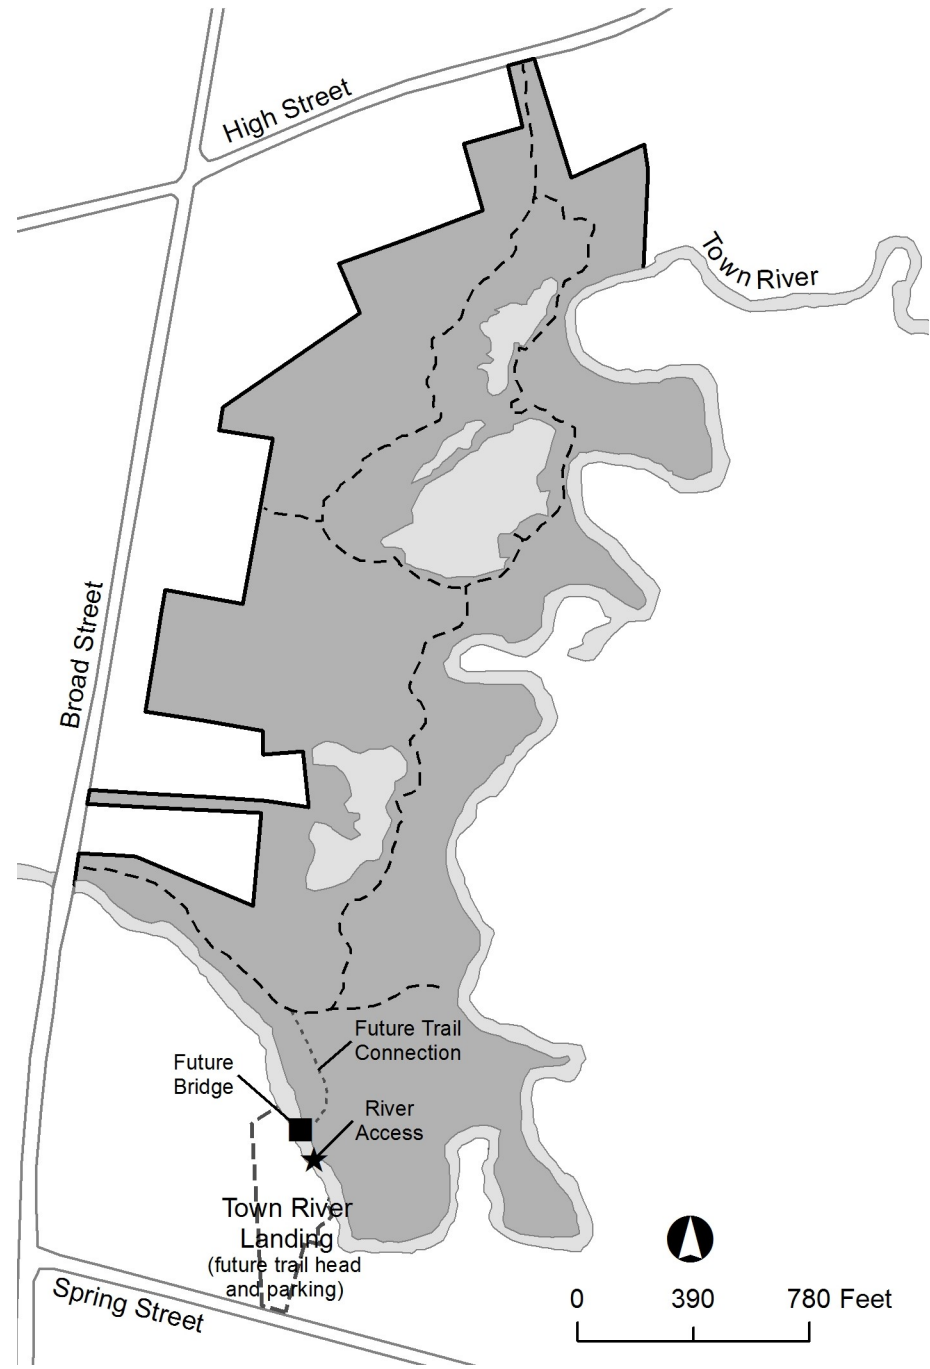 High Street
Town River
Broad Street
Future Trail
Connection
Future
Bridge
River
Access
Town River
Landing
(future trail head
and parking)
Spring Street
0 390 780 Feet